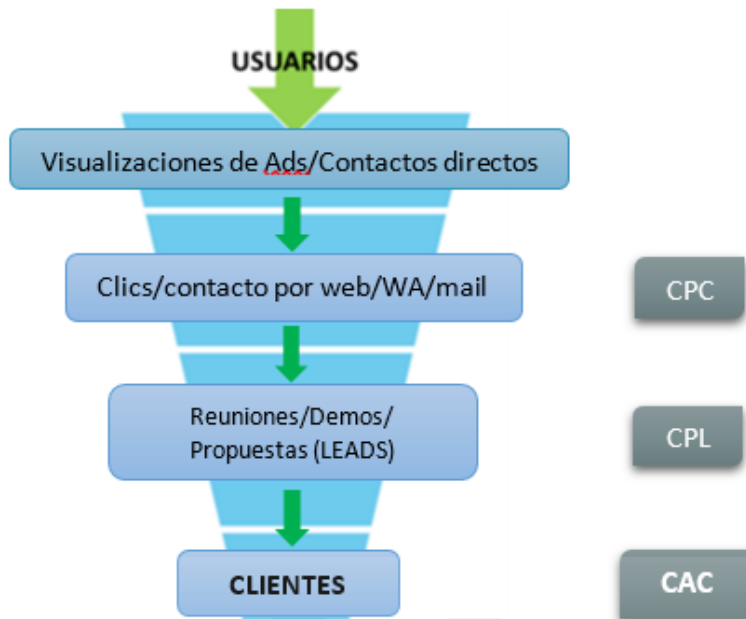 USUARIOS
Visualizaciones de Ads/Contactos directos
Clics/contacto por web/WA/mail
CPC
Reuniones/Demos/
Propuestas (LEADS)
CPL
CLIENTES
CAC